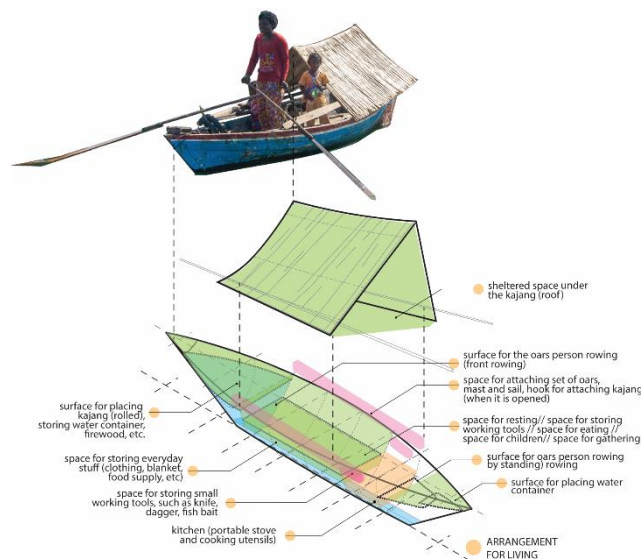 sheltered space under
the kajang (roof)
surface for the oars person rowing
(front rowing)
space for attaching set of oars,
mast and sail, hook for attaching kajang
(when it is opened)
surface for placing
kajang (rolled),
storing water container,
firewood, etc.
space for resting// space for storing
working tools // space for eating //
space for children// space for gathering
space for storing everyday
stuff (clothing, blanket,
food supply, etc)
surface for oars person rowing
by standing) rowing
surface for placing water
container
space for storing small
working tools, such as knife,
dagger, fish bait
kitchen (portable stove
and cooking utensils)
ARRANGEMENT
FOR LIVING